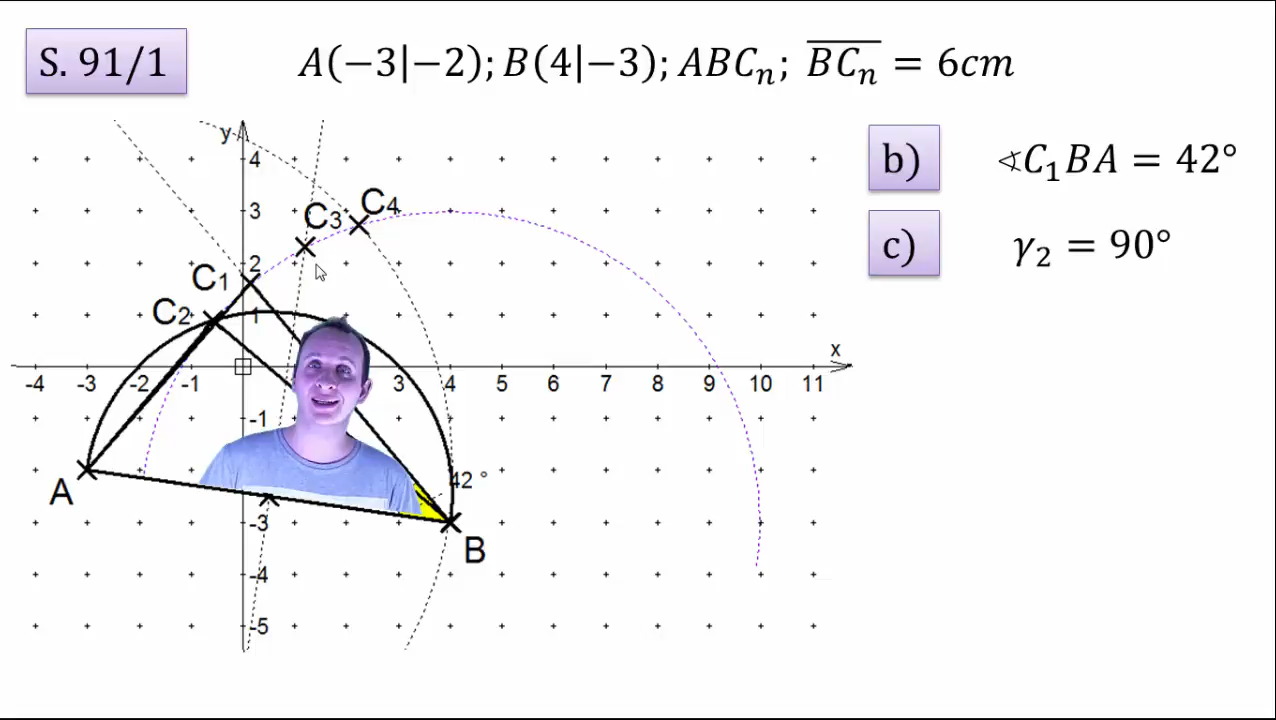 S. 91/1
A(−3|−2); B(4|−3); ABCₙ; B̅C̅ₙ̅ = 6cm
b) ∢C₁BA = 42°
c) γ₂ = 90°
y
4
C4
C3
3
2
C1
C2
1
x
-4 -3 -2 -1 3 4 5 6 7 8 9 10 11
-1
42 °
A
-3
B
-4
-5